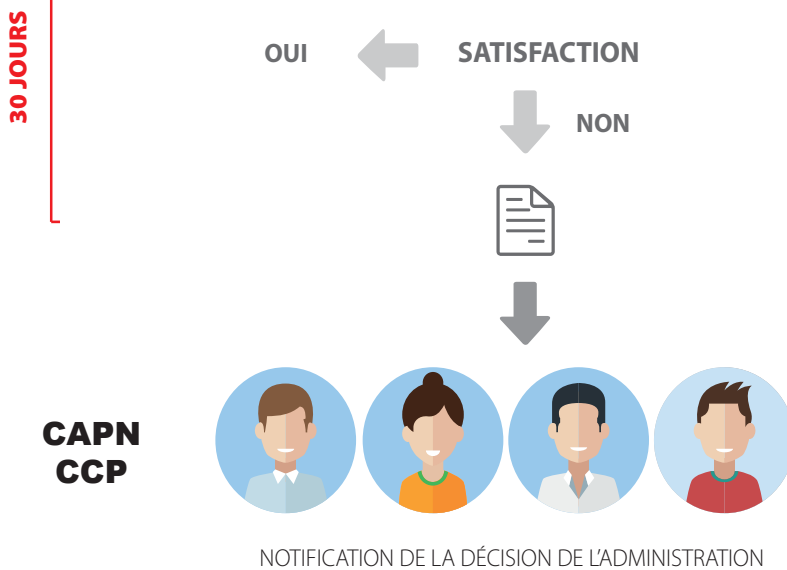 30 JOURS
OUI
SATISFACTION
NON
CAPN
CCP
NOTIFICATION DE LA DÉCISION DE L'ADMINISTRATION